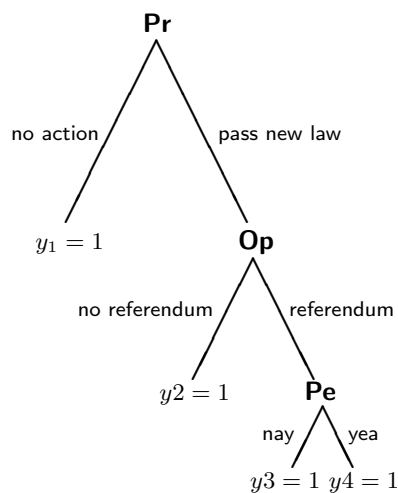 Pr
no action
pass new law
y₁ = 1
Op
no referendum
referendum
y2 = 1
Pe
nay
yea
y3 = 1 y4 = 1